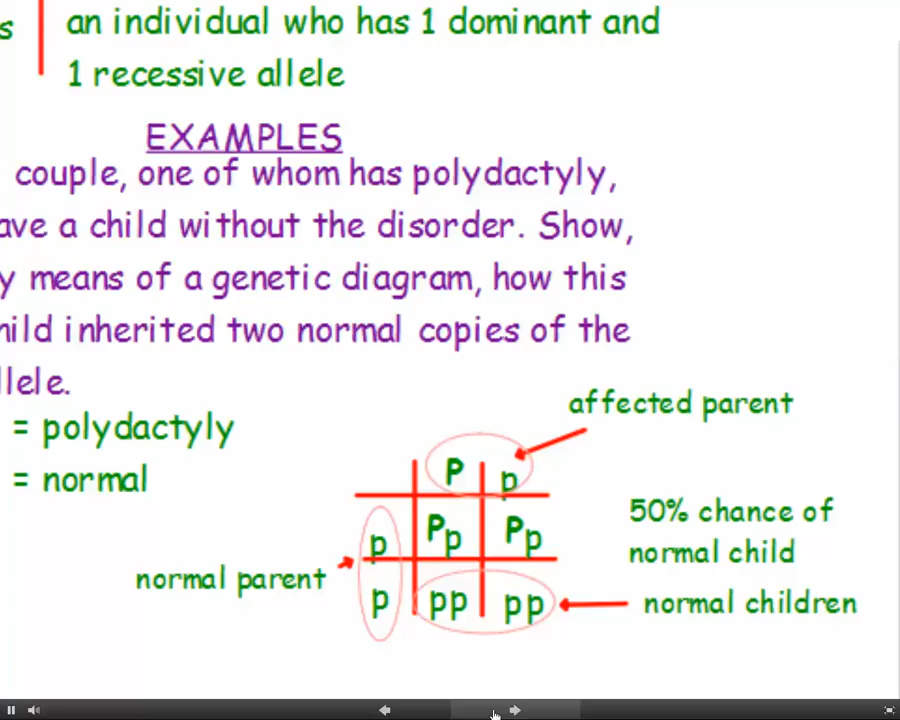 s
an individual who has 1 dominant and
1 recessive allele
EXAMPLES
couple, one of whom has polydactyly,
ave a child without the disorder. Show,
y means of a genetic diagram, how this
hild inherited two normal copies of the
llele.
= polydactyly
= normal
affected parent
P p
p Pp Pp
p pp pp
normal parent
50% chance of
normal child
normal children